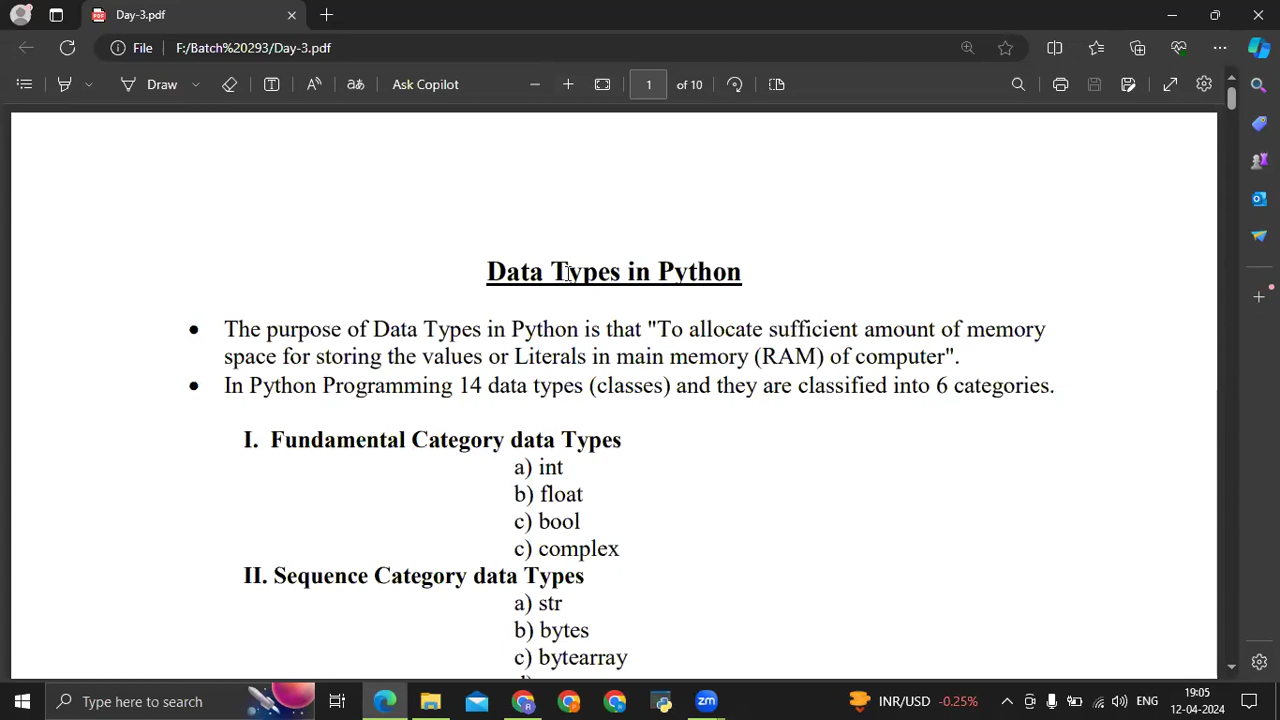 Day-3.pdf
File F:/Batch%20293/Day-3.pdf
Draw aあ Ask Copilot 1 of 10
Data Types in Python
• The purpose of Data Types in Python is that "To allocate sufficient amount of memory
space for storing the values or Literals in main memory (RAM) of computer".
• In Python Programming 14 data types (classes) and they are classified into 6 categories.
I. Fundamental Category data Types
a) int
b) float
c) bool
c) complex
II. Sequence Category data Types
a) str
b) bytes
c) bytearray
Type here to search
zm
INR/USD -0.25%
ENG
19:05
12-04-2024